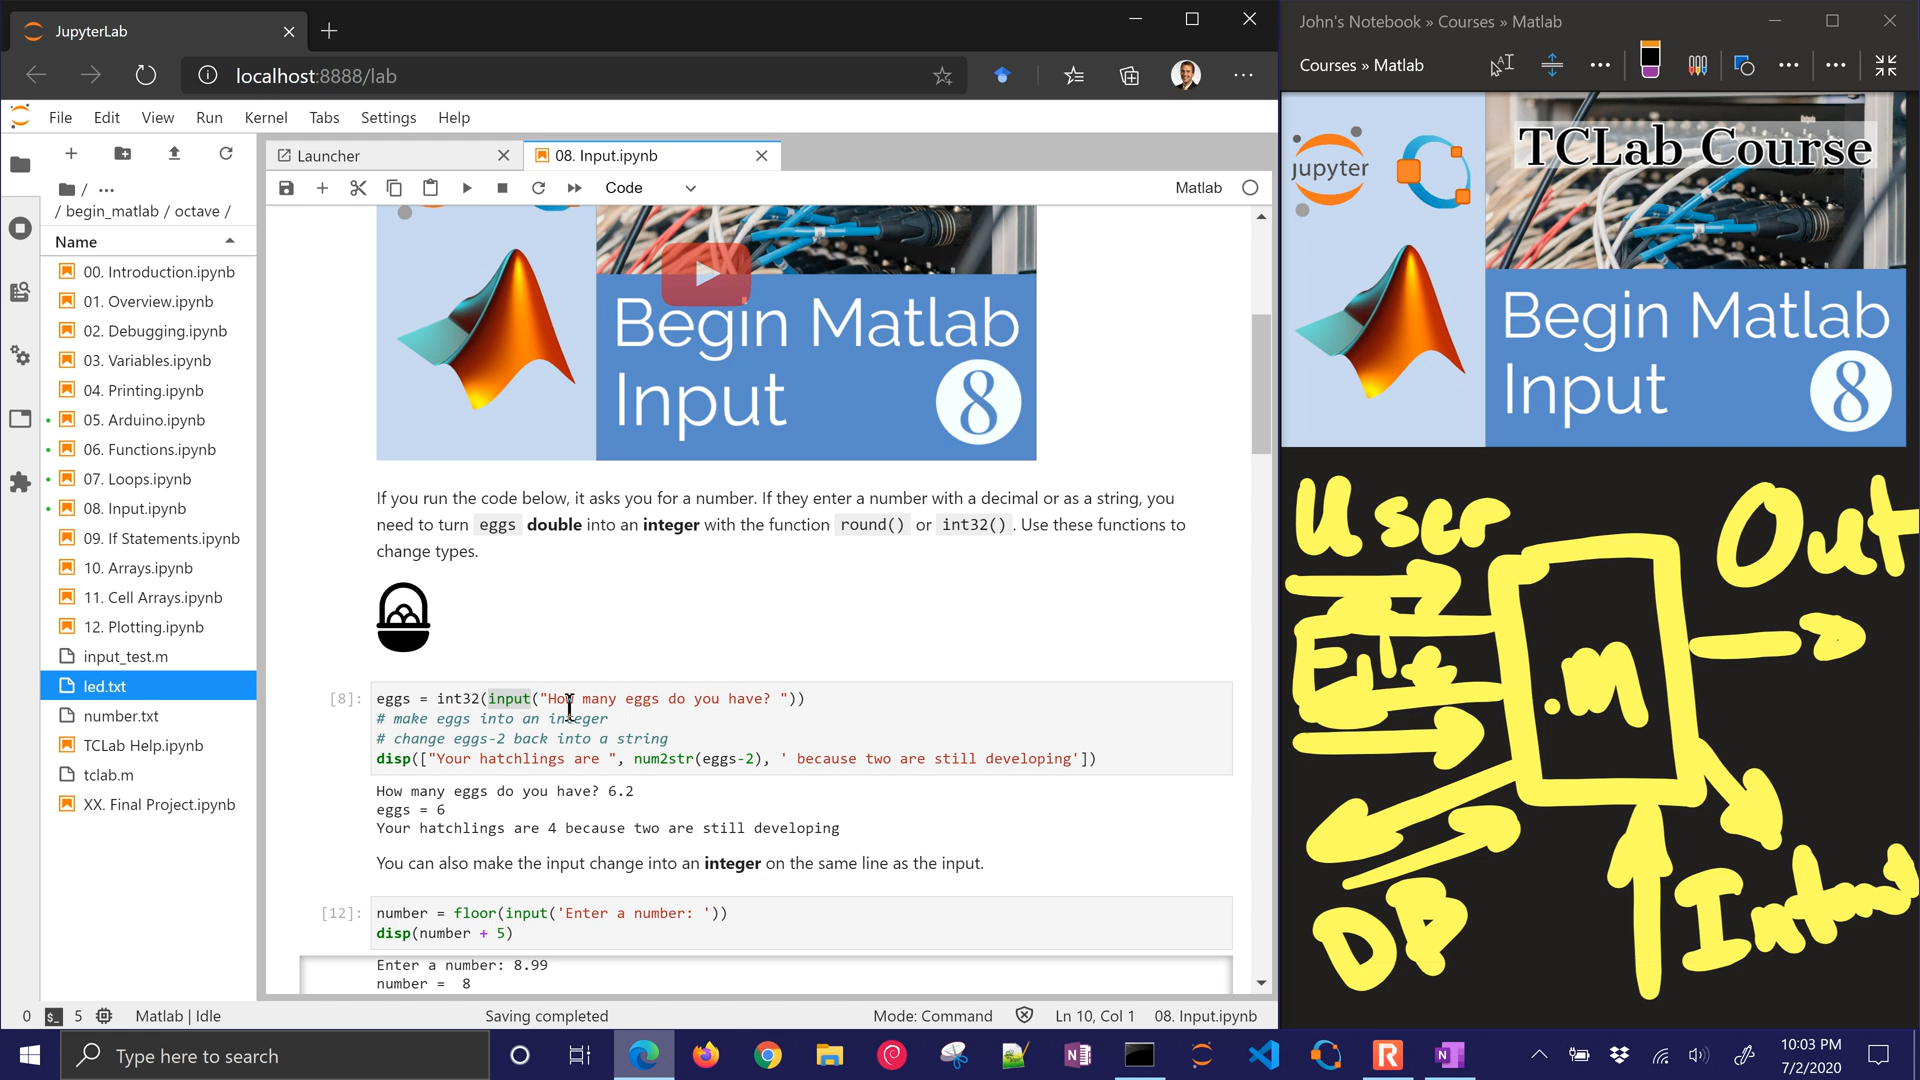 JupyterLab
localhost:8888/lab
File Edit View Run Kernel Tabs Settings Help
/ ...
/ begin_matlab / octave /
Name
00. Introduction.ipynb
01. Overview.ipynb
02. Debugging.ipynb
03. Variables.ipynb
04. Printing.ipynb
05. Arduino.ipynb
06. Functions.ipynb
07. Loops.ipynb
08. Input.ipynb
09. If Statements.ipynb
10. Arrays.ipynb
11. Cell Arrays.ipynb
12. Plotting.ipynb
input_test.m
led.txt
number.txt
TCLab Help.ipynb
tclab.m
XX. Final Project.ipynb
Launcher
08. Input.ipynb
Code
Matlab
Begin Matlab
Input
8
If you run the code below, it asks you for a number. If they enter a number with a decimal or as a string, you
need to turn eggs double into an integer with the function round() or int32(). Use these functions to
change types.
[8]:
eggs = int32(input("How many eggs do you have? "))
# make eggs into an integer
# change eggs-2 back into a string
disp(["Your hatchlings are ", num2str(eggs-2), ' because two are still developing'])
How many eggs do you have? 6.2
eggs = 6
Your hatchlings are 4 because two are still developing
You can also make the input change into an integer on the same line as the input.
[12]:
number = floor(input('Enter a number: '))
disp(number + 5)
Enter a number: 8.99
number =  8
0 $_ 5 Matlab | Idle
Saving completed
Mode: Command
Ln 10, Col 1
08. Input.ipynb
John's Notebook » Courses » Matlab
Courses » Matlab
TCLab Course
jupyter
Begin Matlab
Input
8
User
Out
.m
DA
Type here to search
10:03 PM
7/2/2020